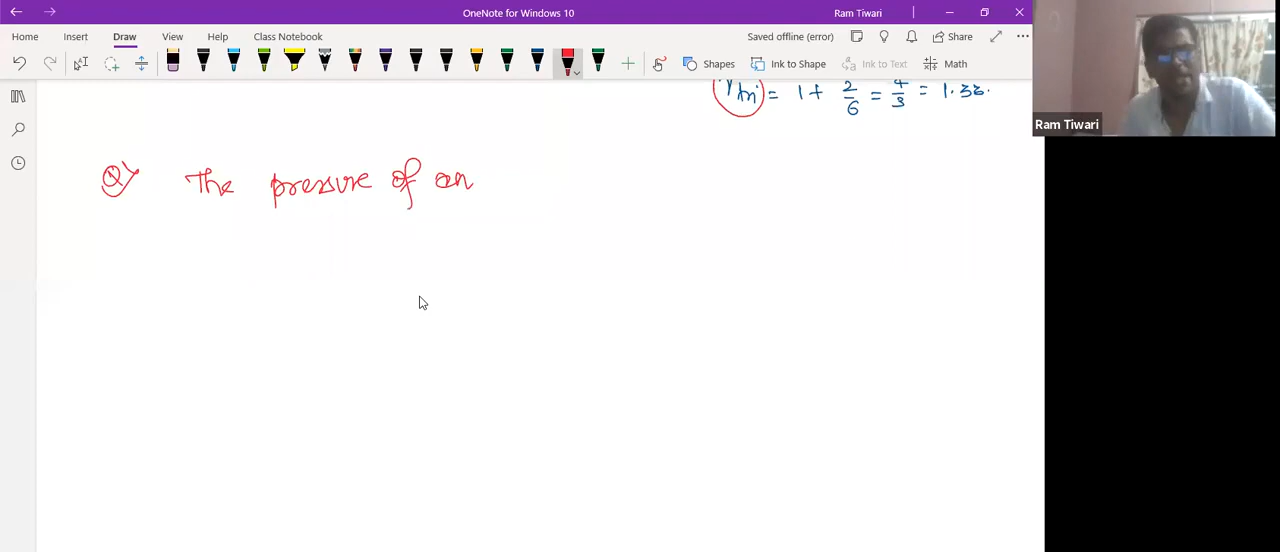 OneNote for Windows 10
Ram Tiwari
Home Insert Draw View Help Class Notebook
Saved offline (error)
Share
Shapes
Ink to Shape
Ink to Text
Math
tri = 1 + 2/6 = 4/3 = 1.33.
Ram Tiwari
Q) The pressure of an